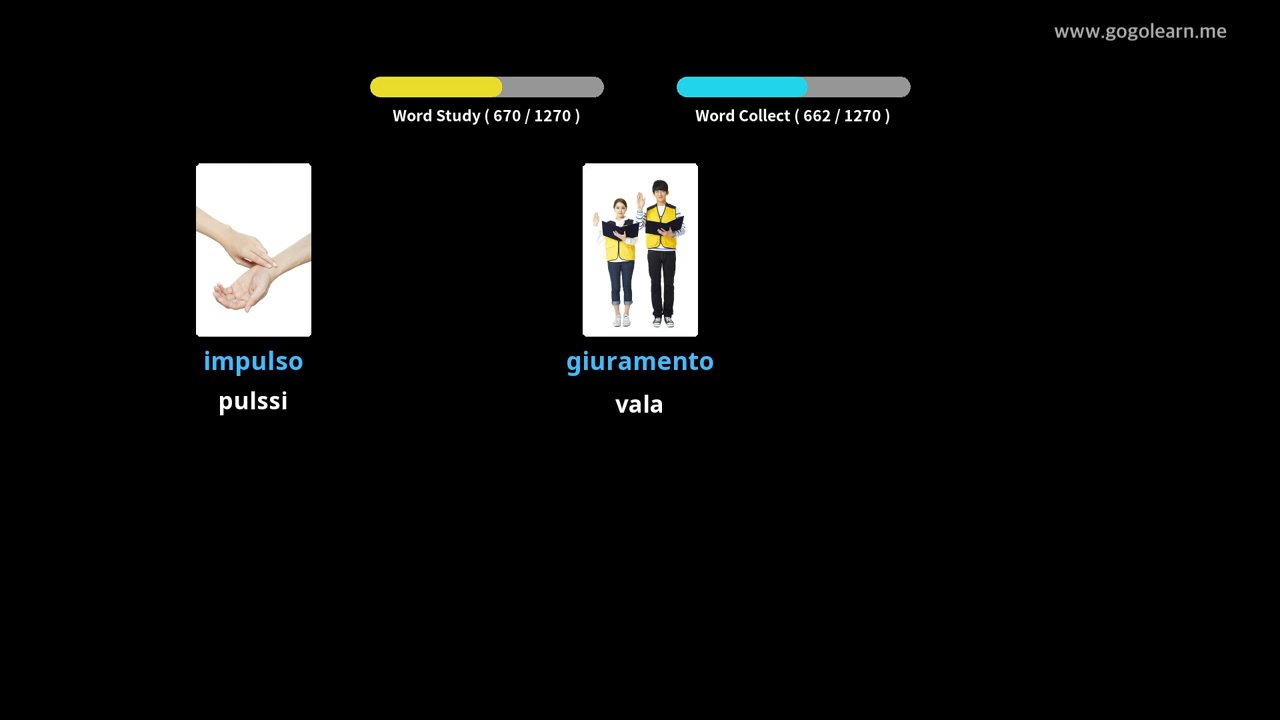 www.gogolearn.me
Word Study ( 670 / 1270 )
Word Collect ( 662 / 1270 )
impulso
pulssi
giuramento
vala